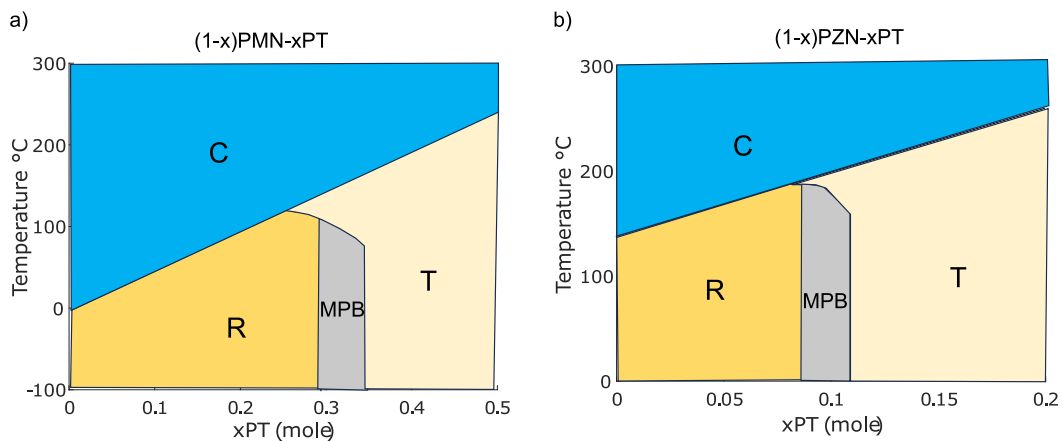 a)
(1-x)PMN-xPT
Temperature °C
300
200
100
0
-100
C
R
MPB
T
0
0.1
0.2
0.3
0.4
0.5
xPT (mole)
b)
(1-x)PZN-xPT
Temperature °C
300
200
100
0
C
R
MPB
T
0
0.05
0.1
0.15
0.2
xPT (mole)